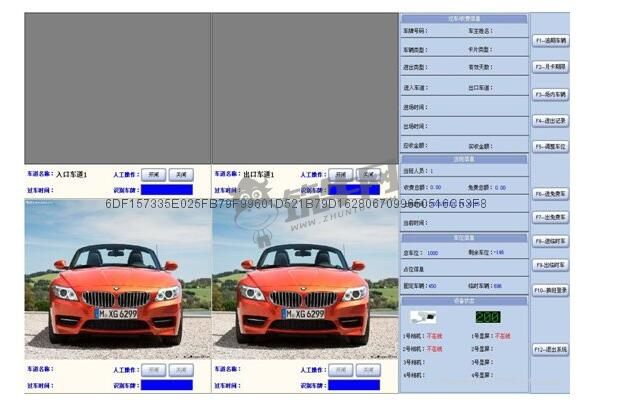 车道名称： 入口车道1 人工操作： 开闸 关闸
过车时间： 识别车牌：
车道名称： 出口车道1 人工操作： 开闸 关闸
过车时间： 识别车牌：
6DF157335E025FB79F99601D521B79D1628067099650516C53F8
WWW.ZHUNTO
M XG 6299
M XG 6299
车道名称： 人工操作： 开闸 关闸
过车时间： 识别车牌：
车道名称： 人工操作： 开闸 关闸
过车时间： 识别车牌：
过车收费信息
车牌号码： 车主姓名：
车辆类型： 卡片类型：
进出类型： 有效天数：
进入车道： 出口车道：
进场时间：
出场时间：
应收金额： 实收金额：
当班信息
当班人员：1
收费总额：0.00 免费总额：0.00
当前时间：
车位信息
总车位： 1000 剩余车位：-146
占位信息
固定车辆：450 临时车辆：696
设备状态
200
1号相机：不在线 1号显屏：不在线
2号相机：不在线 2号显屏：
3号相机： 3号显屏：
4号相机： 4号显屏：
F1--逾期车辆
F2--月卡期限
F3--场内车辆
F4--进出记录
F5--调整车位
F6--进免费车
F7--出免费车
F8--进临时车
F9--出临时车
F10--换班登录
F12--退出系统